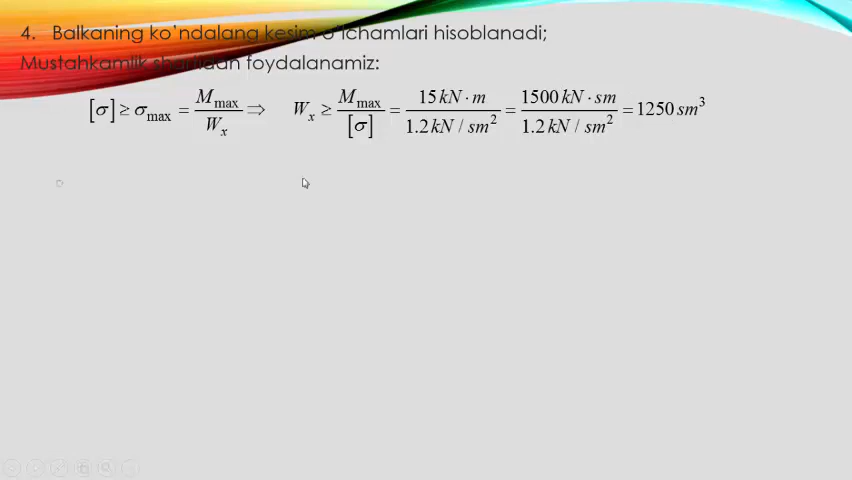 4. Balkaning ko'ndalang kesim o'lchamlari hisoblanadi;
Mustahkamlik shartidan foydalanamiz:
[σ] ≥ σ_max = M_max / W_x ⇒ W_x ≥ M_max / [σ] = 15 kN · m / 1.2 kN / sm² = 1500 kN · sm / 1.2 kN / sm² = 1250 sm³